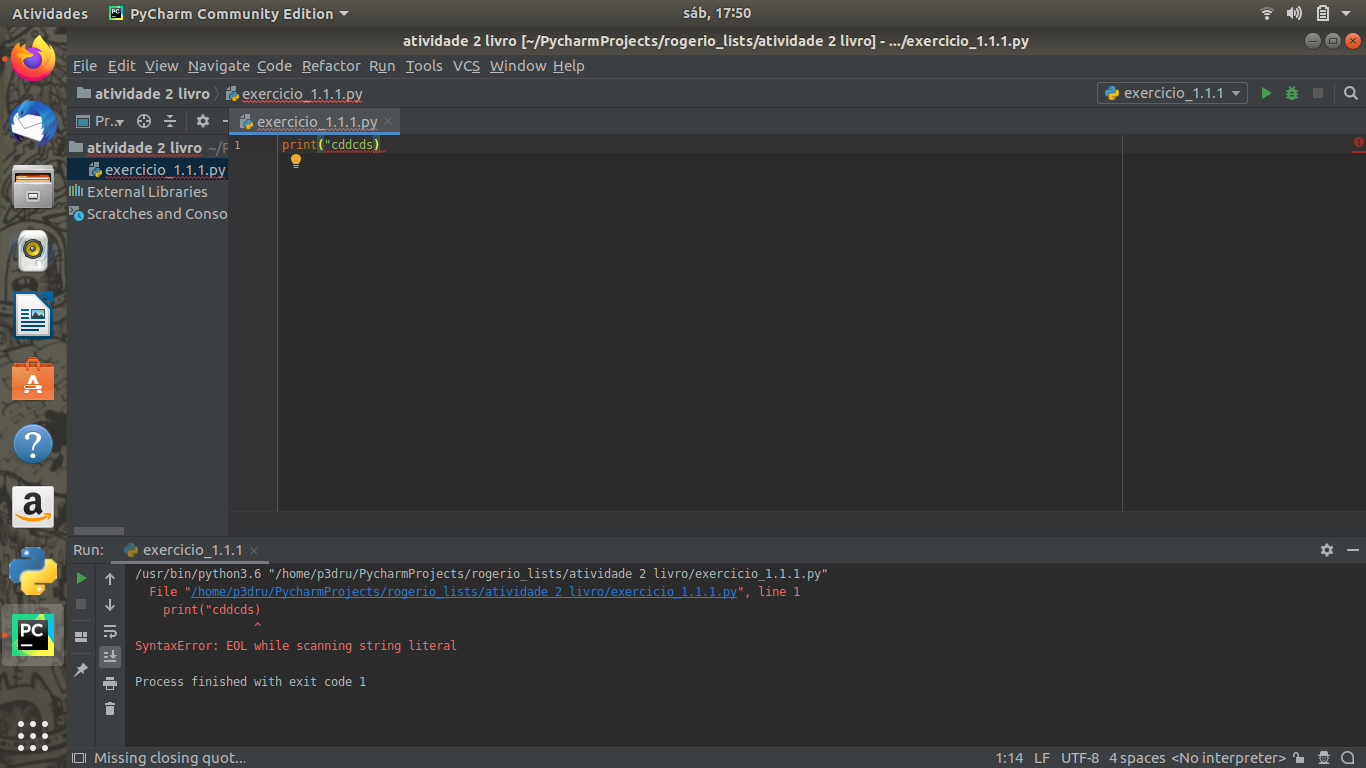 Atividades PyCharm Community Edition sáb, 17:50
atividade 2 livro [~/PycharmProjects/rogerio_lists/atividade 2 livro] - .../exercicio_1.1.1.py
File Edit View Navigate Code Refactor Run Tools VCS Window Help
atividade 2 livro exercicio_1.1.1.py exercicio_1.1.1
Pr... exercicio_1.1.1.py
atividade 2 livro ~/P
1 print("cddcds)
exercicio_1.1.1.py
External Libraries
Scratches and Conso
Run: exercicio_1.1.1
/usr/bin/python3.6 "/home/p3dru/PycharmProjects/rogerio_lists/atividade 2 livro/exercicio_1.1.1.py"
File "/home/p3dru/PycharmProjects/rogerio_lists/atividade 2 livro/exercicio_1.1.1.py", line 1
print("cddcds)
^
SyntaxError: EOL while scanning string literal
Process finished with exit code 1
Missing closing quot... 1:14 LF UTF-8 4 spaces <No interpreter>